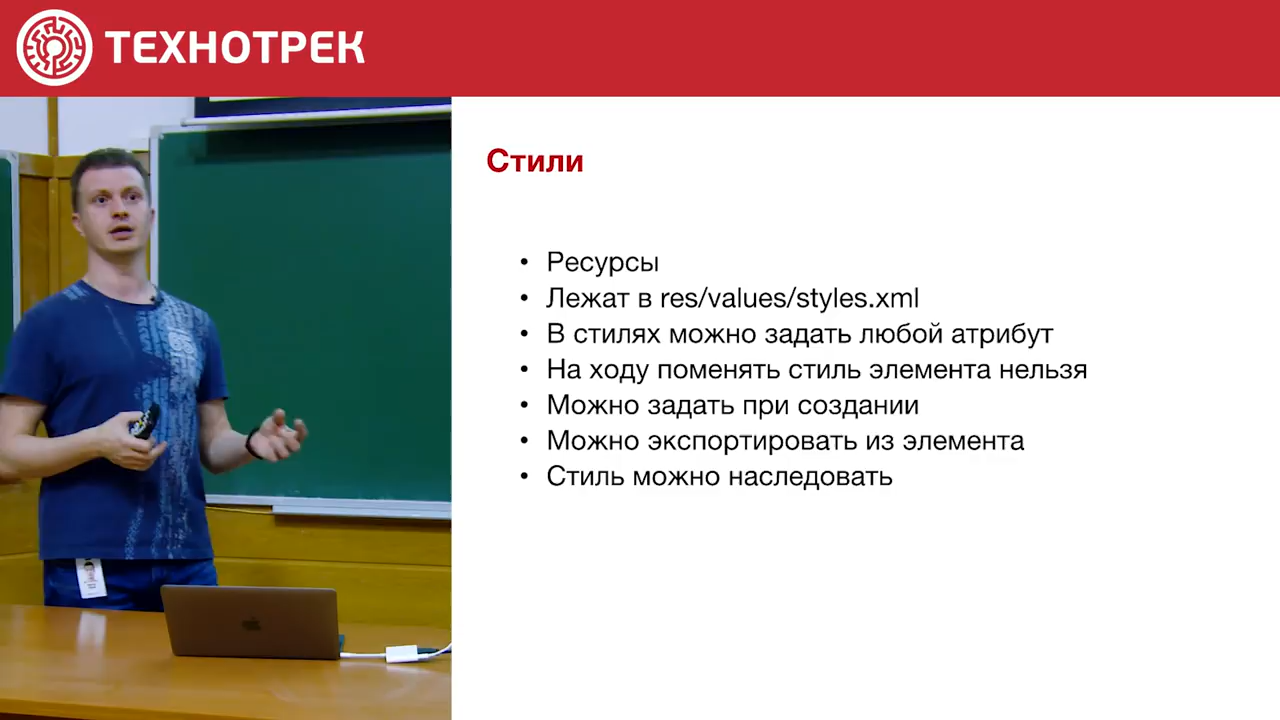 ТЕХНОТРЕК
Стили
• Ресурсы
• Лежат в res/values/styles.xml
• В стилях можно задать любой атрибут
• На ходу поменять стиль элемента нельзя
• Можно задать при создании
• Можно экспортировать из элемента
• Стиль можно наследовать